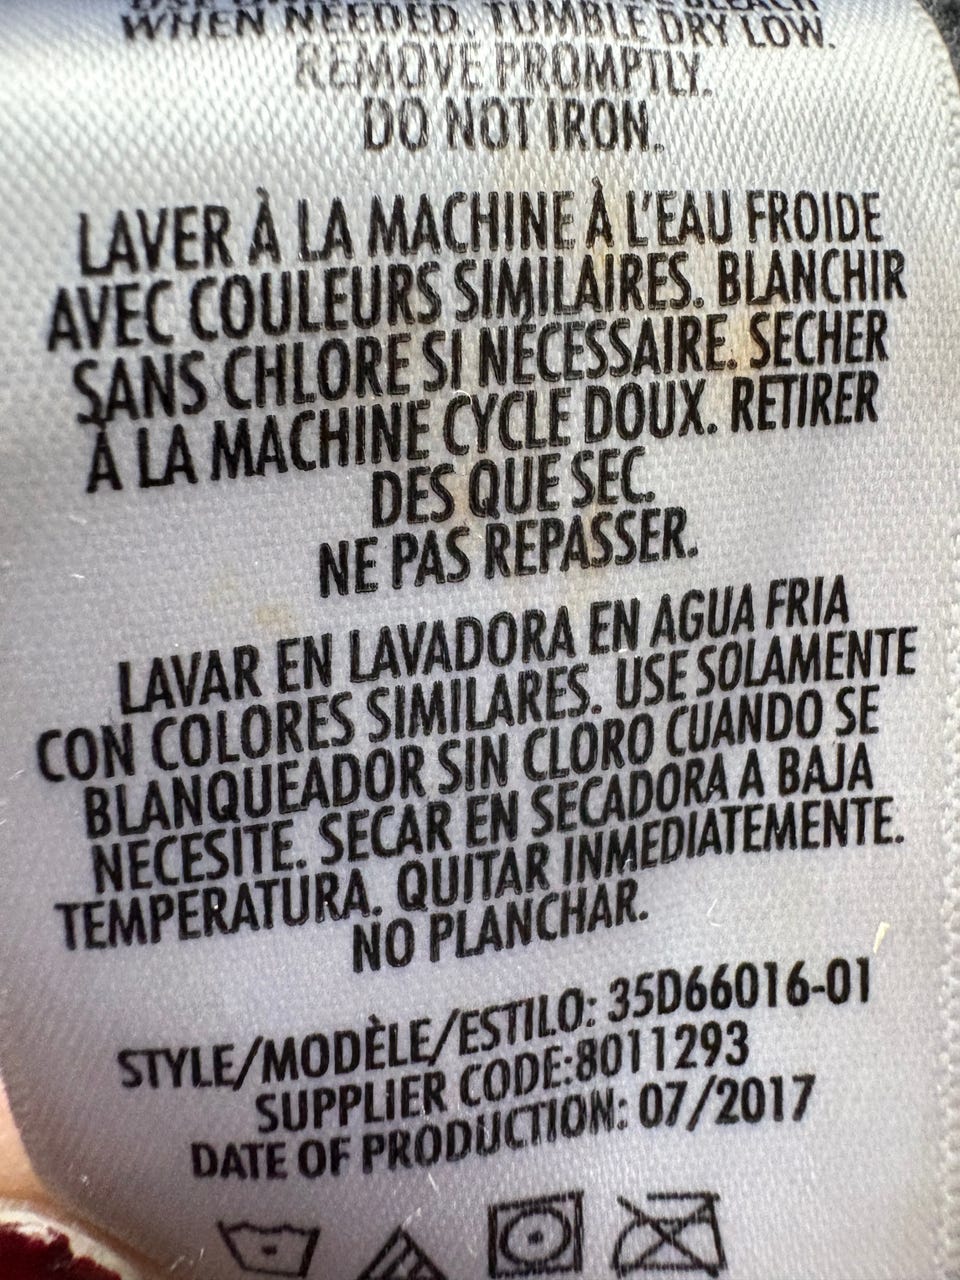 WHEN NEEDED. TUMBLE DRY LOW.
REMOVE PROMPTLY.
DO NOT IRON.
LAVER À LA MACHINE À L'EAU FROIDE
AVEC COULEURS SIMILAIRES. BLANCHIR
SANS CHLORE SI NECESSAIRE. SECHER
À LA MACHINE CYCLE DOUX. RETIRER
DES QUE SEC.
NE PAS REPASSER.
LAVAR EN LAVADORA EN AGUA FRIA
CON COLORES SIMILARES. USE SOLAMENTE
BLANQUEADOR SIN CLORO CUANDO SE
NECESITE. SECAR EN SECADORA A BAJA
TEMPERATURA. QUITAR INMEDIATEMENTE.
NO PLANCHAR.
STYLE/MODÈLE/ESTILO: 35D66016-01
SUPPLIER CODE:8011293
DATE OF PRODUCTION: 07/2017